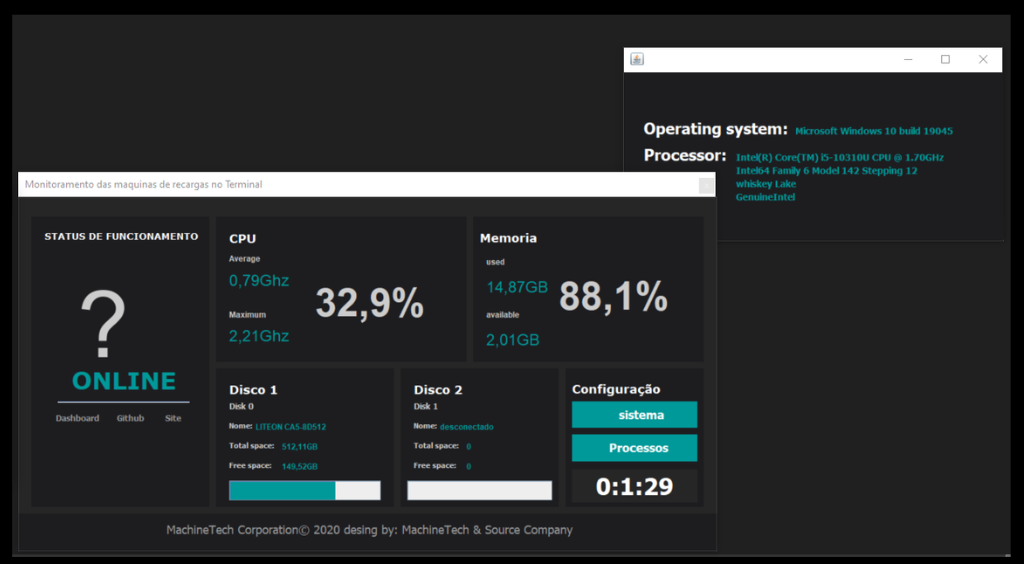 Operating system: Microsoft Windows 10 build 19045
Processor: Intel(R) Core(TM) i5-10310U CPU @ 1.70GHz
Intel64 Family 6 Model 142 Stepping 12
whiskey Lake
GenuineIntel
Monitoramento das maquinas de recargas no Terminal
STATUS DE FUNCIONAMENTO
?
ONLINE
Dashboard Github Site
CPU
Average
0,79Ghz
32,9%
Maximum
2,21Ghz
Memoria
used
14,87GB
88,1%
available
2,01GB
Disco 1
Disk 0
Nome: LITEON CA5-8D512
Total space: 512,11GB
Free space: 149,52GB
Disco 2
Disk 1
Nome: desconectado
Total space: 0
Free space: 0
Configuração
sistema
Processos
0:1:29
MachineTech Corporation© 2020 desing by: MachineTech & Source Company